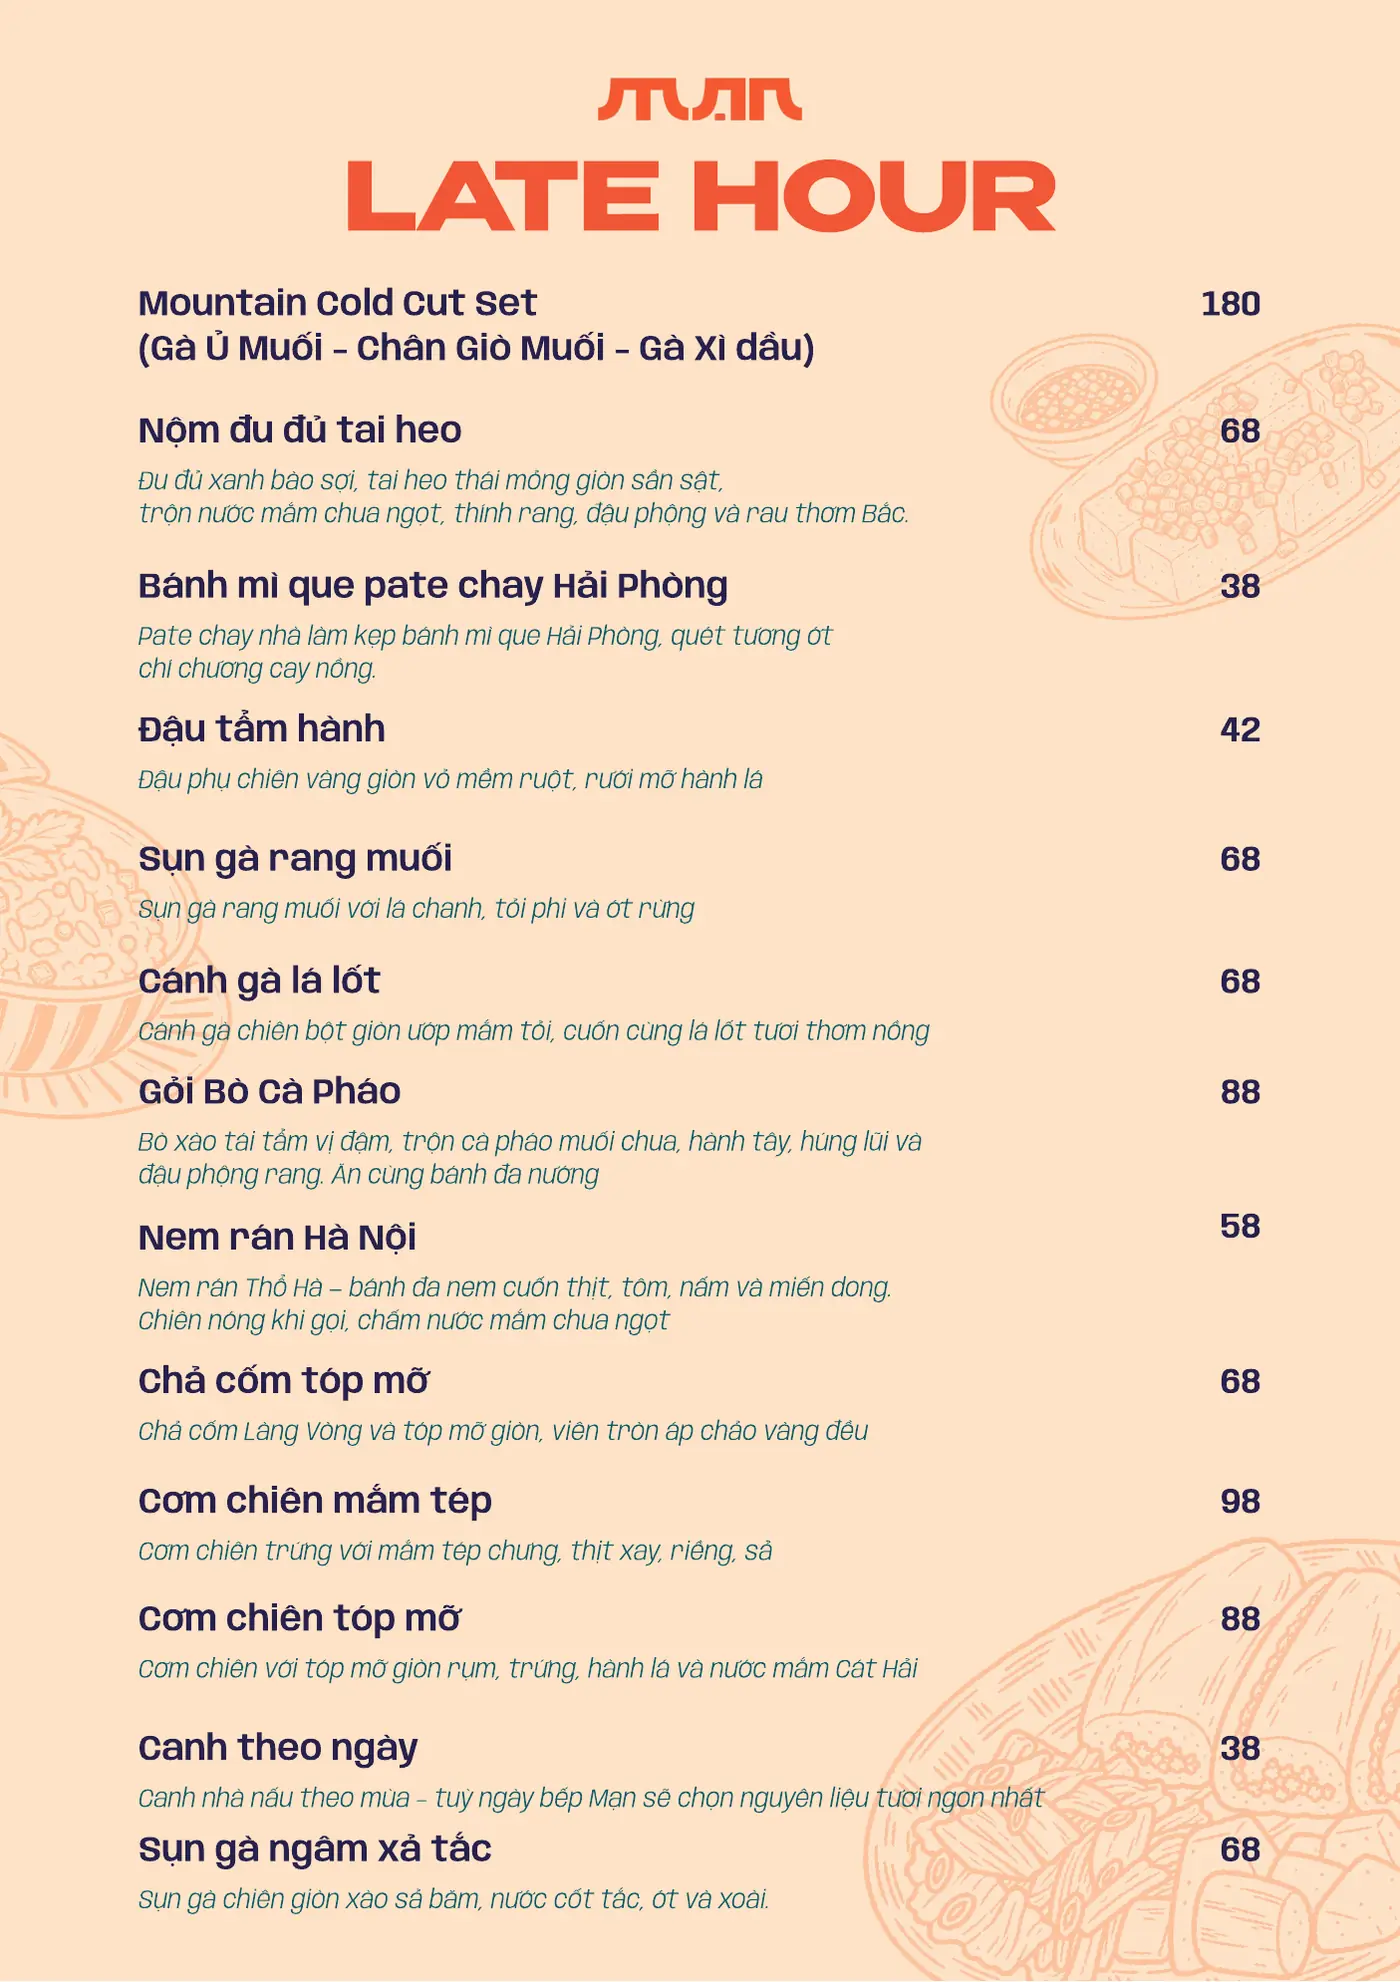 MẠN
LATE HOUR
Mountain Cold Cut Set 180
(Gà Ủ Muối - Chân Giò Muối - Gà Xì dầu)
Nộm đu đủ tai heo 68
Đu đủ xanh bào sợi, tai heo thái mỏng giòn sần sật,
trộn nước mắm chua ngọt, thính rang, đậu phộng và rau thơm Bắc.
Bánh mì que pate chay Hải Phòng 38
Pate chay nhà làm kẹp bánh mì que Hải Phòng, quét tương ớt
chí chương cay nồng.
Đậu tẩm hành 42
Đậu phụ chiên vàng giòn vỏ mềm ruột, rưới mỡ hành lá
Sụn gà rang muối 68
Sụn gà rang muối với lá chanh, tỏi phi và ớt rừng
Cánh gà lá lốt 68
Cánh gà chiên bột giòn ướp mắm tỏi, cuốn cùng lá lốt tươi thơm nồng
Gỏi Bò Cà Pháo 88
Bò xào tái tẩm vị đậm, trộn cà pháo muối chua, hành tây, húng lũi và
đậu phộng rang. Ăn cùng bánh đa nướng
Nem rán Hà Nội 58
Nem rán Thổ Hà – bánh đa nem cuốn thịt, tôm, nấm và miến dong.
Chiên nóng khi gọi, chấm nước mắm chua ngọt
Chả cốm tóp mỡ 68
Chả cốm Làng Vòng và tóp mỡ giòn, viên tròn áp chảo vàng đều
Cơm chiên mắm tép 98
Cơm chiên trứng với mắm tép chưng, thịt xay, riềng, sả
Cơm chiên tóp mỡ 88
Cơm chiên với tóp mỡ giòn rụm, trứng, hành lá và nước mắm Cát Hải
Canh theo ngày 38
Canh nhà nấu theo mùa – tuỳ ngày bếp Mạn sẽ chọn nguyên liệu tươi ngon nhất
Sụn gà ngâm xả tắc 68
Sụn gà chiên giòn xào sả băm, nước cốt tắc, ớt và xoài.